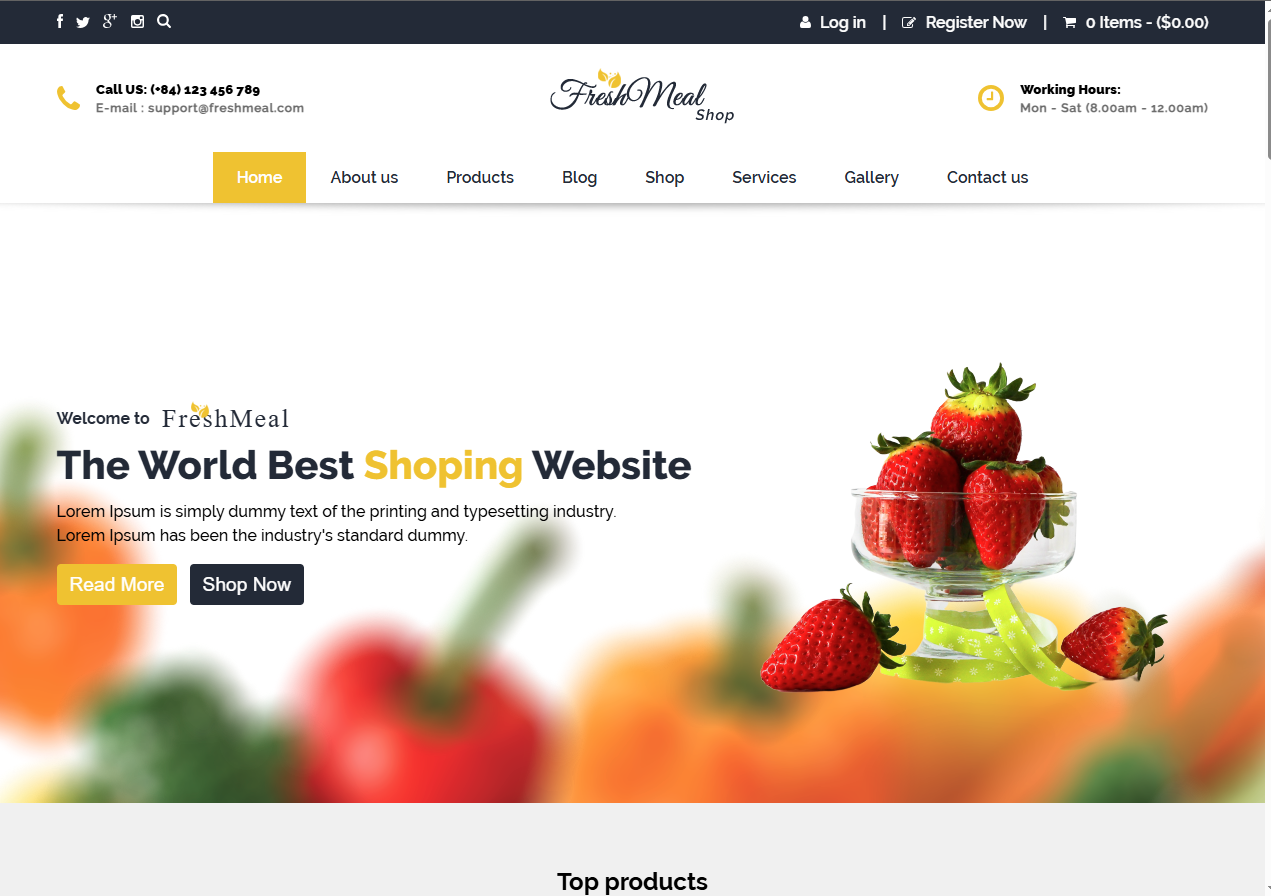 Log in | Register Now | 0 Items - ($0.00)
Call US: (+84) 123 456 789
E-mail : support@freshmeal.com
FreshMeal
Shop
Working Hours:
Mon - Sat (8.00am - 12.00am)
Home About us Products Blog Shop Services Gallery Contact us
Welcome to FreshMeal
The World Best Shoping Website
Lorem Ipsum is simply dummy text of the printing and typesetting industry.
Lorem Ipsum has been the industry's standard dummy.
Read More Shop Now
Top products